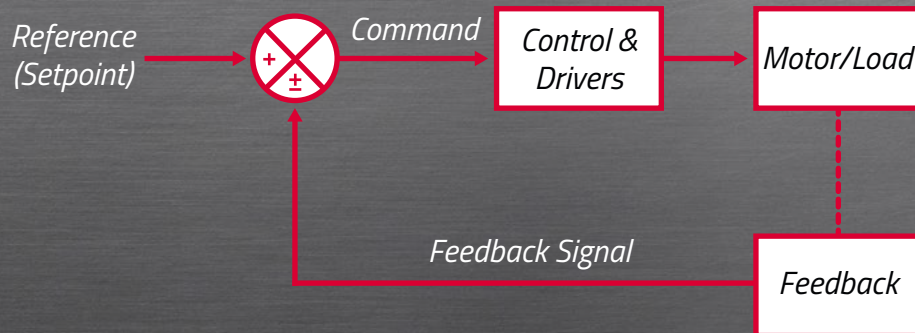 Reference
(Setpoint)
Command
Control &
Drivers
Motor/Load
+
±
Feedback Signal
Feedback